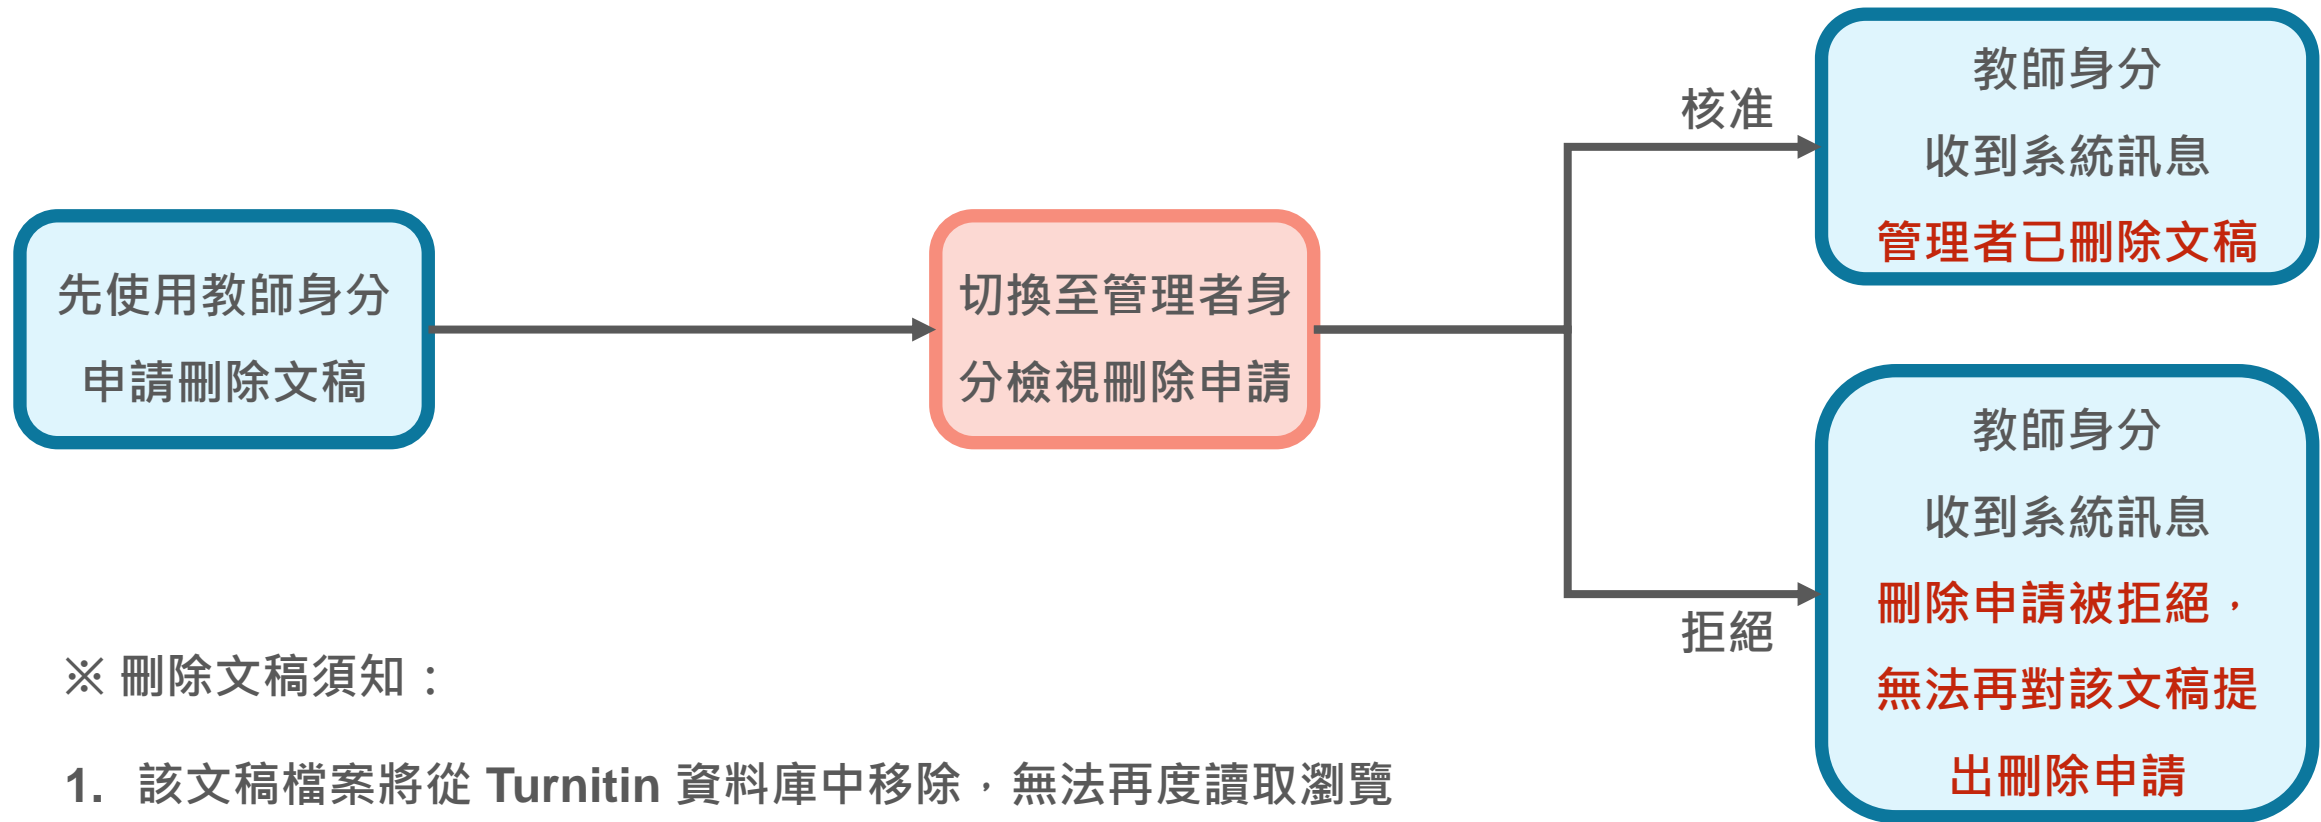 先使用教師身分
申請刪除文稿
切換至管理者身
分檢視刪除申請
核准
教師身分
收到系統訊息
管理者已刪除文稿
拒絕
教師身分
收到系統訊息
刪除申請被拒絕，
無法再對該文稿提
出刪除申請
※ 刪除文稿須知：
1. 該文稿檔案將從 Turnitin 資料庫中移除，無法再度讀取瀏覽